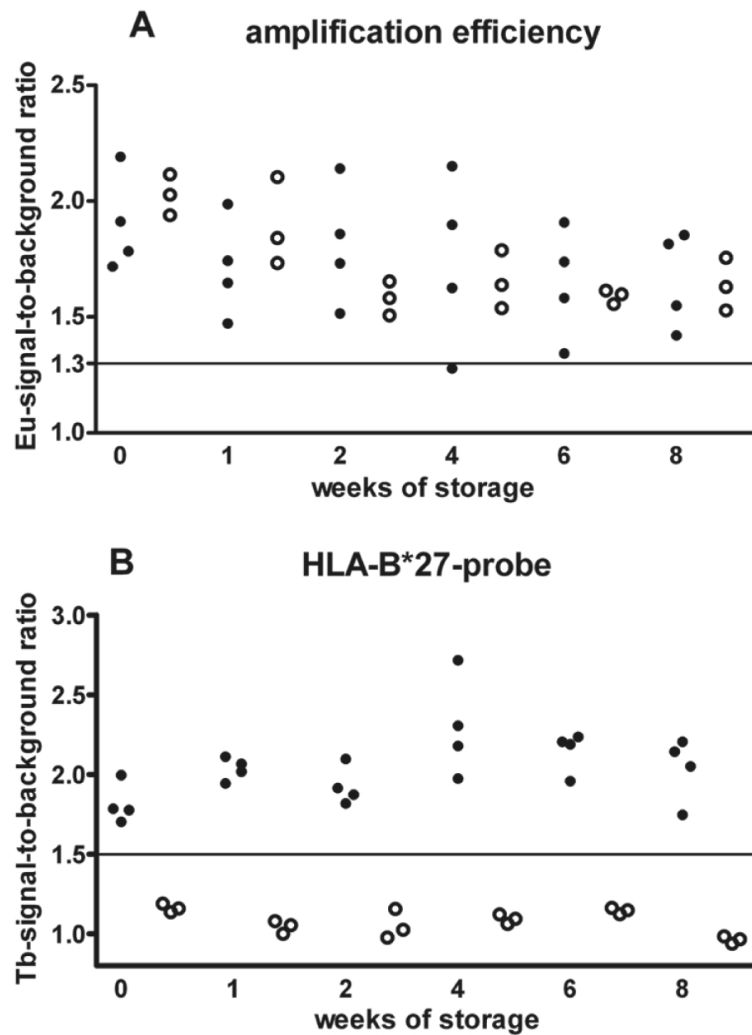 A amplification efficiency
Eu-signal-to-background ratio
2.5
2.0
1.5
1.3
1.0
0 1 2 4 6 8
weeks of storage
B HLA-B*27-probe
Tb-signal-to-background ratio
3.0
2.5
2.0
1.5
1.0
0 1 2 4 6 8
weeks of storage